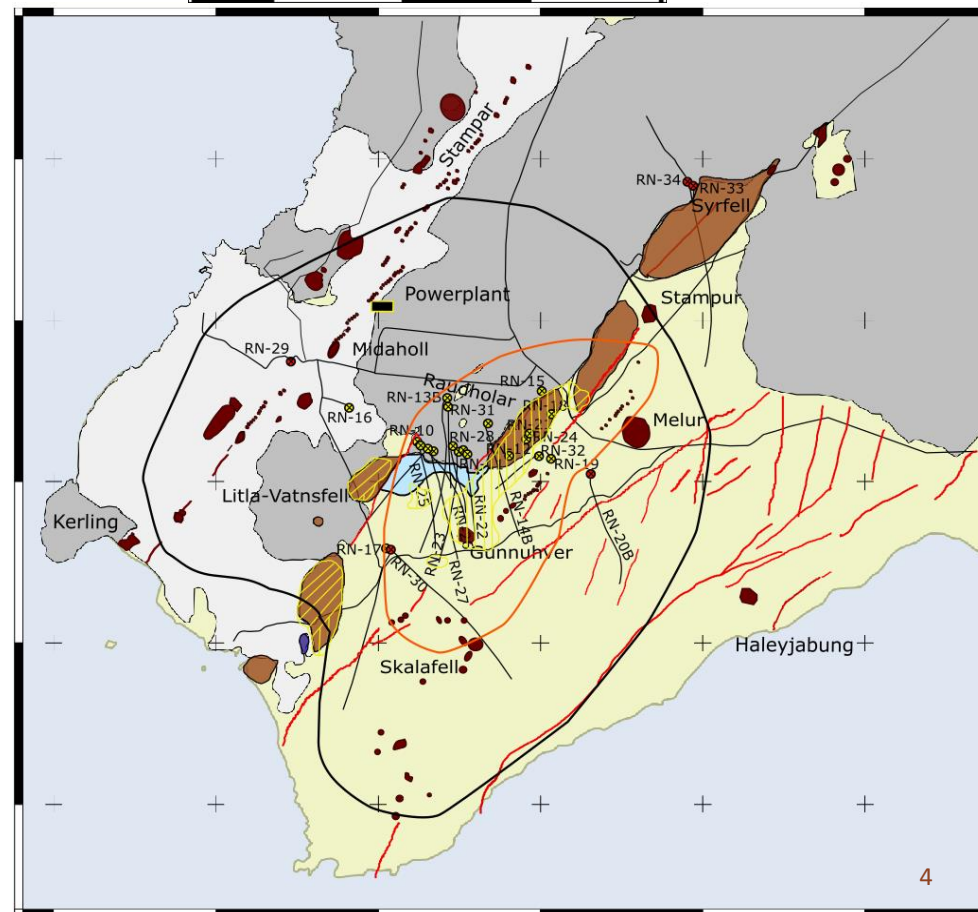 Stampar
RN-34
RN-33
Syrfell
Powerplant
Stampur
RN-29
Midaholl
RN-15
Raudholar
RN-13B
RN-31
RN-16
RN-10
Melur
RN-28
RN-24
RN-32
RN-19
Litla-Vatnsfell
Kerling
RN-22
RN-14B
RN-20B
RN-17
Gunnuhver
RN-23
RN-30
RN-27
Haleyjabung
Skalafell
4